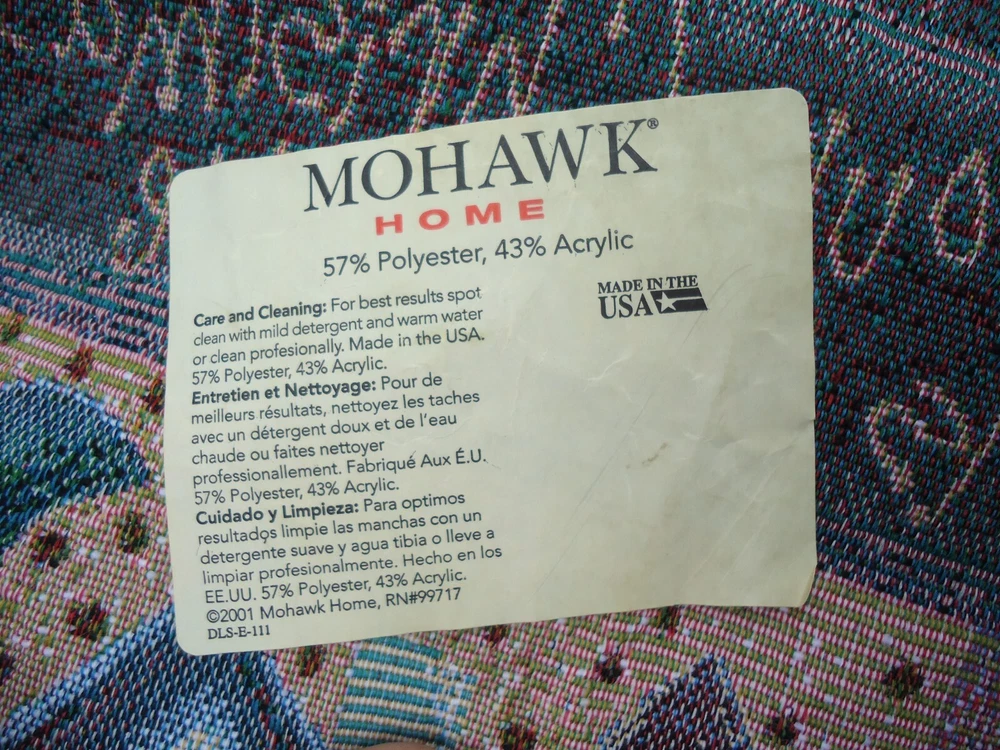 MOHAWK®
HOME
57% Polyester, 43% Acrylic
MADE IN THE
USA
Care and Cleaning: For best results spot
clean with mild detergent and warm water
or clean profesionally. Made in the USA.
57% Polyester, 43% Acrylic.
Entretien et Nettoyage: Pour de
meilleurs résultats, nettoyez les taches
avec un détergent doux et de l'eau
chaude ou faites nettoyer
professionallement. Fabriqué Aux É.U.
57% Polyester, 43% Acrylic.
Cuidado y Limpieza: Para optimos
resultados limpie las manchas con un
detergente suave y agua tibia o lleve a
limpiar profesionalmente. Hecho en los
EE.UU. 57% Polyester, 43% Acrylic.
©2001 Mohawk Home, RN#99717
DLS-E-111